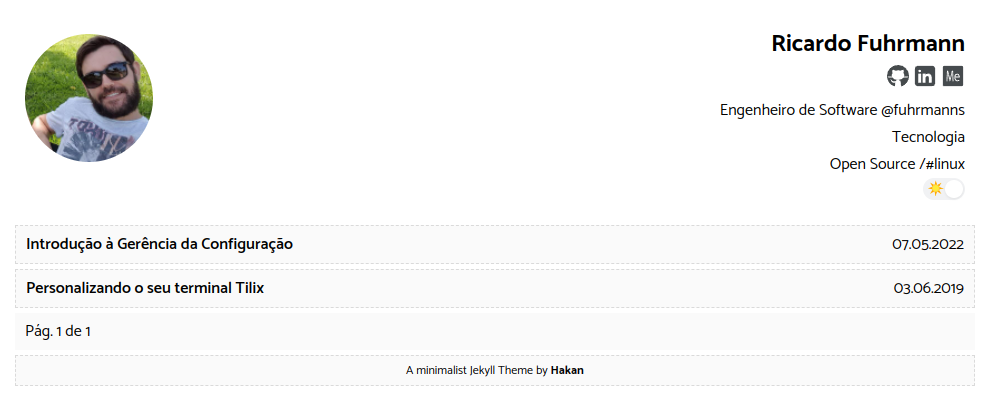 Ricardo Fuhrmann
Me
Engenheiro de Software @fuhrmanns
Tecnologia
Open Source /#linux
Introdução à Gerência da Configuração 07.05.2022
Personalizando o seu terminal Tilix 03.06.2019
Pág. 1 de 1
A minimalist Jekyll Theme by Hakan